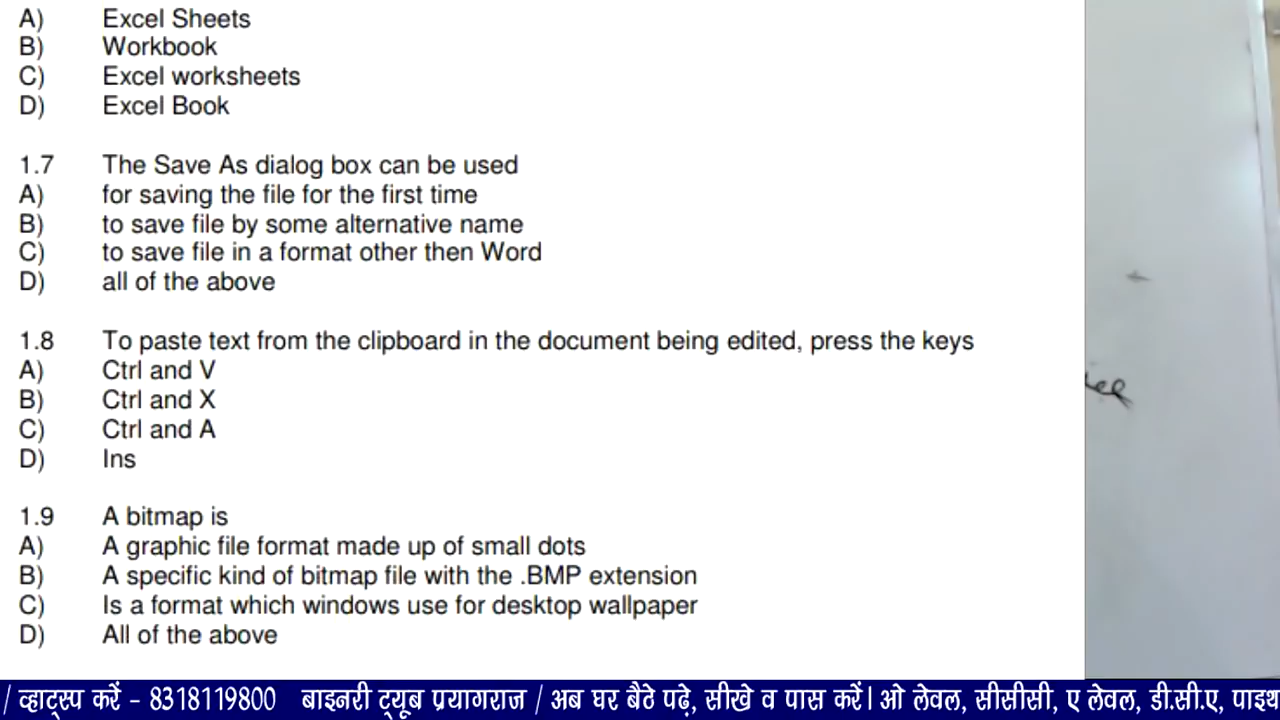 A) Excel Sheets
B) Workbook
C) Excel worksheets
D) Excel Book
1.7 The Save As dialog box can be used
A) for saving the file for the first time
B) to save file by some alternative name
C) to save file in a format other then Word
D) all of the above
1.8 To paste text from the clipboard in the document being edited, press the keys
A) Ctrl and V
B) Ctrl and X
C) Ctrl and A
D) Ins
1.9 A bitmap is
A) A graphic file format made up of small dots
B) A specific kind of bitmap file with the .BMP extension
C) Is a format which windows use for desktop wallpaper
D) All of the above
/ व्हाट्स्प करें - 8318119800 बाइनरी ट्यूब प्रयागराज / अब घर बैठे पढ़े, सीखे व पास करें। ओ लेवल, सीसीसी, ए लेवल, डी.सी.ए, पाइथ